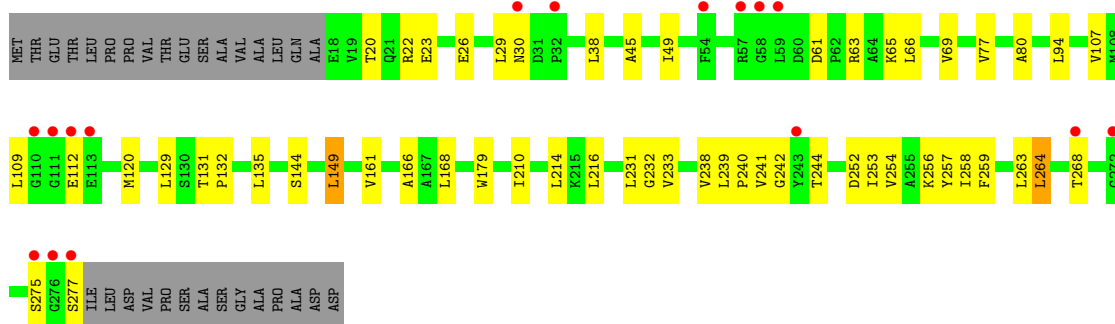 MET THR GLU LEU PRO PRO VAL THR GLU SER ALA VAL ALA LEU GLN ALA E18 V19 T20 Q21 R22 E23 E26 L29 N30 D31 P32 L38 A45 I49 F54 R57 G58 L59 D60 D61 P62 R63 A64 K65 L66 V69 V77 A80 L94 V107 M108
L109 G110 G111 E112 E113 M120 L129 S130 T131 P132 L135 S144 L149 V161 A166 A167 L168 W179 I210 L214 K215 L216 L231 G232 V233 V238 L239 P240 V241 G242 Y243 T244 D252 I253 V254 A255 K256 Y257 I258 F259 L263 L264 T268
S275 G276 S277 ILE LEU ASP VAL PRO SER ALA SER GLY ALA PRO ALA ASP ASP